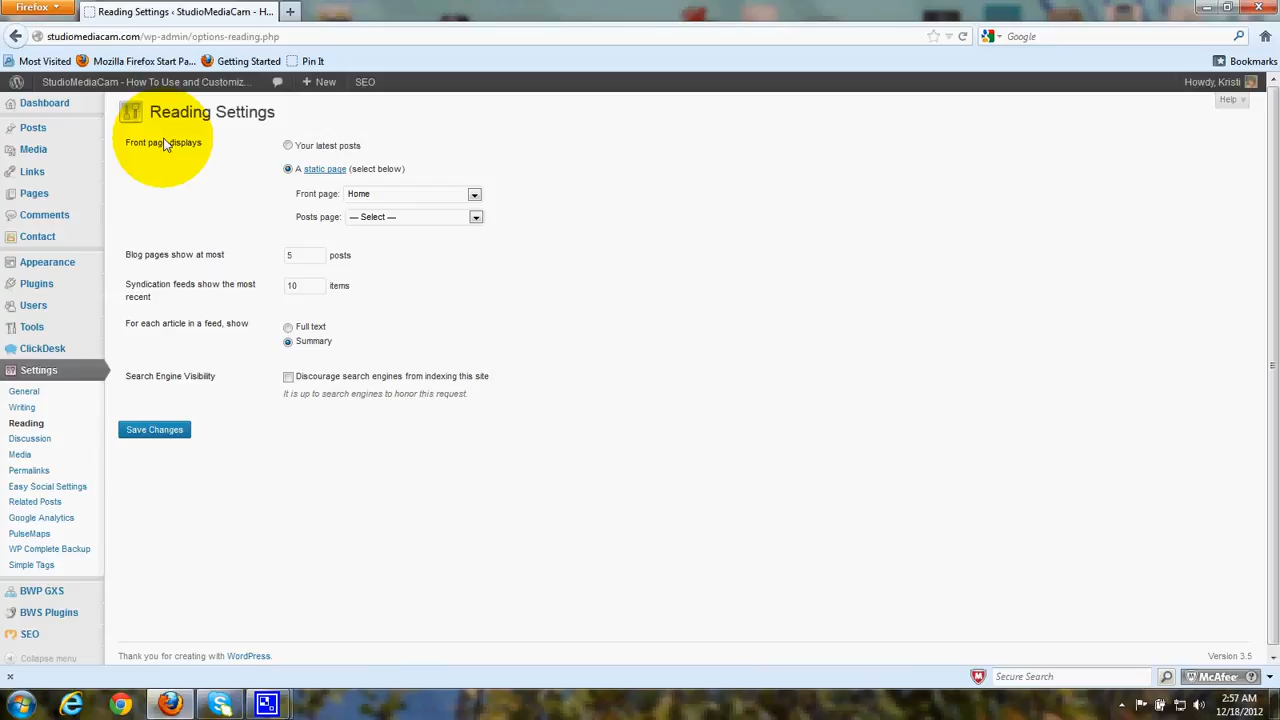 Firefox
Reading Settings ‹ StudioMediaCam - H...
studiomediacam.com/wp-admin/options-reading.php
Google
Most Visited
Mozilla Firefox Start Pa...
Getting Started
Pin It
Bookmarks
StudioMediaCam - How To Use and Customiz...
+ New
SEO
Howdy, Kristi
Help
Dashboard
Posts
Media
Links
Pages
Comments
Contact
Appearance
Plugins
Users
Tools
ClickDesk
Settings
General
Writing
Reading
Discussion
Media
Permalinks
Easy Social Settings
Related Posts
Google Analytics
PulseMaps
WP Complete Backup
Simple Tags
BWP GXS
BWS Plugins
SEO
Collapse menu
Reading Settings
Front page displays
Your latest posts
A static page (select below)
Front page: Home
Posts page: — Select —
Blog pages show at most 5 posts
Syndication feeds show the most recent 10 items
For each article in a feed, show
Full text
Summary
Search Engine Visibility
Discourage search engines from indexing this site
It is up to search engines to honor this request.
Save Changes
Thank you for creating with WordPress.
Version 3.5
Secure Search
McAfee
2:57 AM
12/18/2012